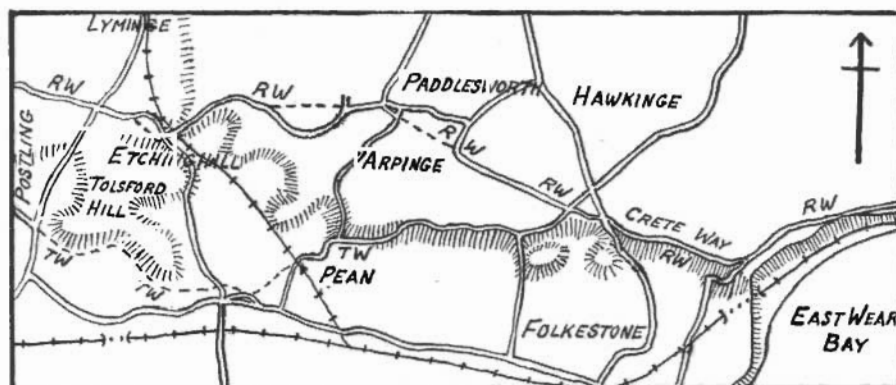 LYMINGE
RW
RW
PADDLESWORTH
HAWKINGE
RW
POSTLING
ETCHINGHILL
ARPINGE
TOLSFORD
HILL
RW
CRETE WAY
RW
RW
TW
TW
TW
PEAN
FOLKESTONE
EAST WEAR
BAY